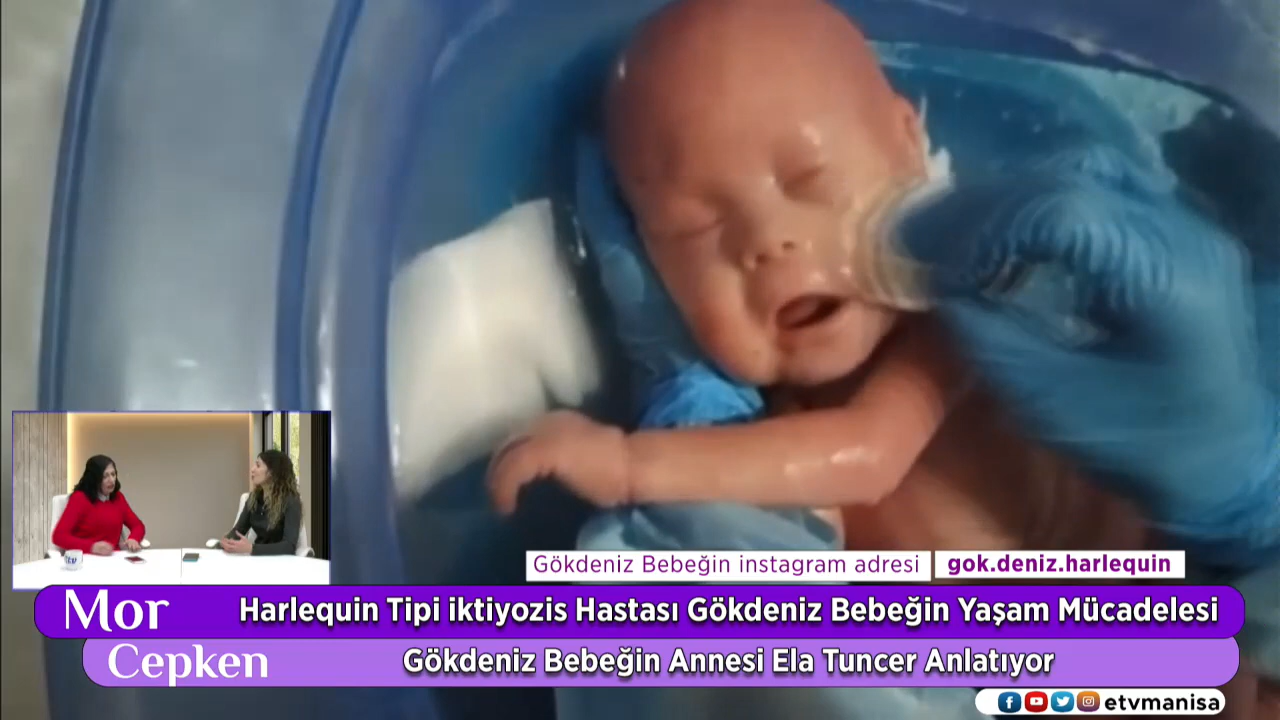 Gökdeniz Bebeğin instagram adresi gok.deniz.harlequin
Mor
Harlequin Tipi iktiyozis Hastası Gökdeniz Bebeğin Yaşam Mücadelesi
Cepken
Gökdeniz Bebeğin Annesi Ela Tuncer Anlatıyor
etvmanisa